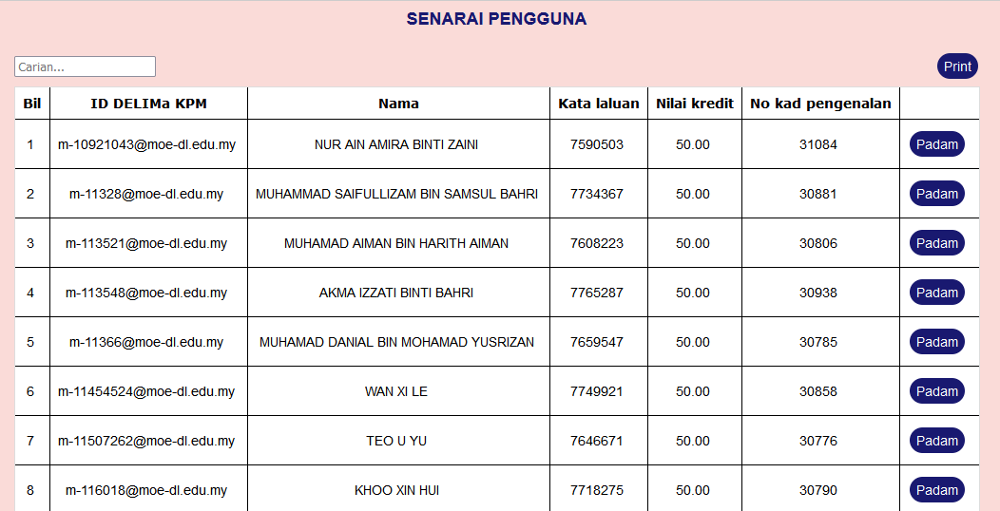 SENARAI PENGGUNA
Carian...
Print
Bil ID DELIMa KPM Nama Kata laluan Nilai kredit No kad pengenalan
1 m-10921043@moe-dl.edu.my NUR AIN AMIRA BINTI ZAINI 7590503 50.00 31084 Padam
2 m-11328@moe-dl.edu.my MUHAMMAD SAIFULLIZAM BIN SAMSUL BAHRI 7734367 50.00 30881 Padam
3 m-113521@moe-dl.edu.my MUHAMAD AIMAN BIN HARITH AIMAN 7608223 50.00 30806 Padam
4 m-113548@moe-dl.edu.my AKMA IZZATI BINTI BAHRI 7765287 50.00 30938 Padam
5 m-11366@moe-dl.edu.my MUHAMAD DANIAL BIN MOHAMAD YUSRIZAN 7659547 50.00 30785 Padam
6 m-11454524@moe-dl.edu.my WAN XI LE 7749921 50.00 30858 Padam
7 m-11507262@moe-dl.edu.my TEO U YU 7646671 50.00 30776 Padam
8 m-116018@moe-dl.edu.my KHOO XIN HUI 7718275 50.00 30790 Padam